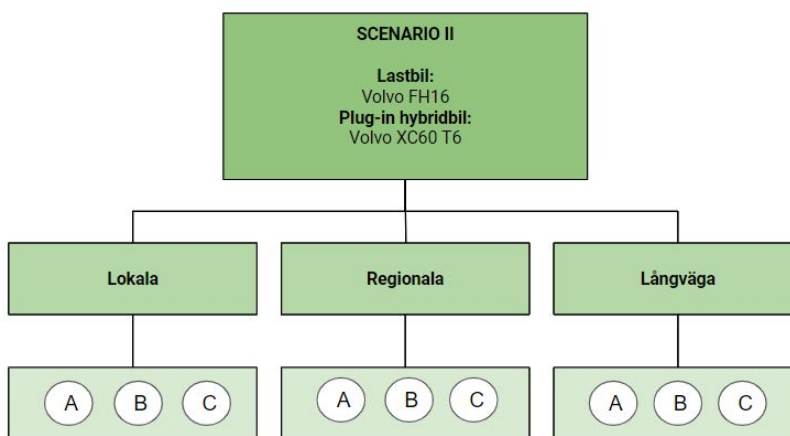 SCENARIO II
Lastbil:
Volvo FH16
Plug-in hybridbil:
Volvo XC60 T6
Lokala
Regionala
Långväga
A B C
A B C
A B C